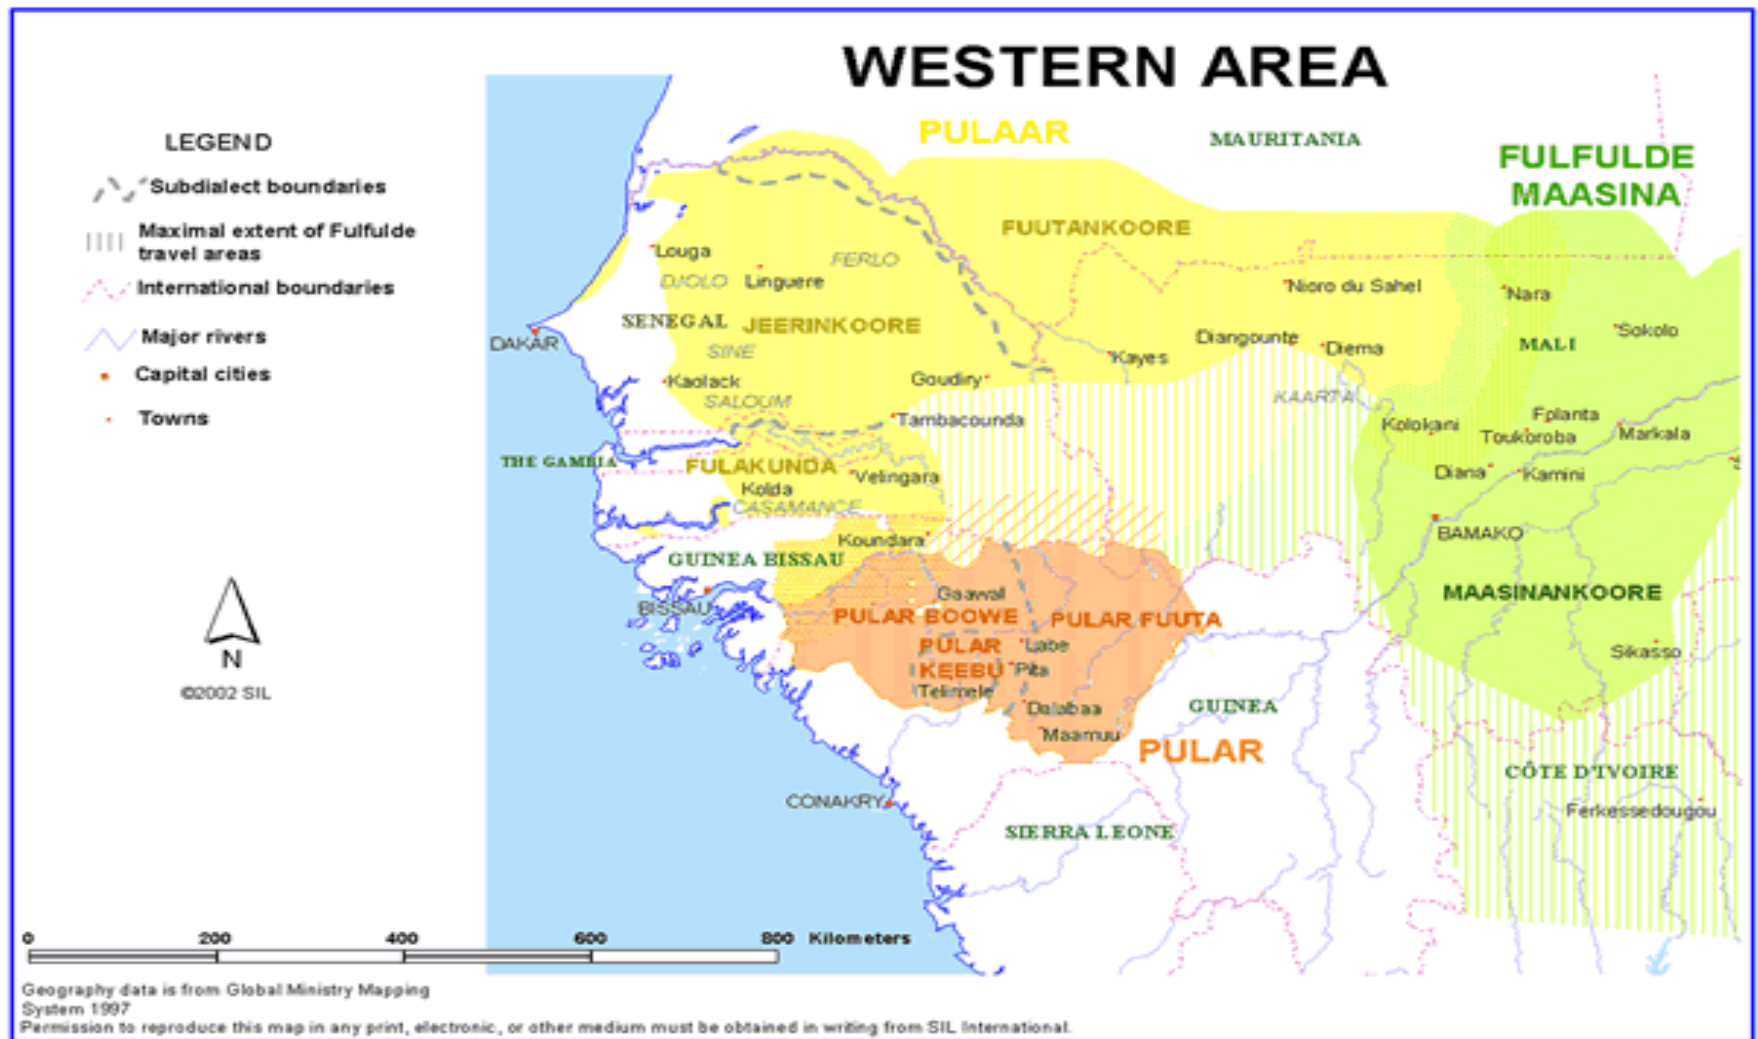 WESTERN AREA
LEGEND
Subdialect boundaries
Maximal extent of Fulfulde
travel areas
International boundaries
Major rivers
Capital cities
Towns
N
©2002 SIL
PULAAR
MAURITANIA
FULFULDE
MAASINA
FUUTANKOORE
Louga
FERLO
DJOLO
Linguere
Nioro du Sahel
Nara
SENEGAL
JEERINKOORE
Sokolo
DAKAR
SINE
Kayes
Diangounte
Diema
MALI
Kaolack
Goudiry
SALOUM
KAARTA
Tambacounda
Kolokani
Toukoroba
Markala
THE GAMBIA
FULAKUNDA
Velingara
Diana
Kamini
Kolda
CASAMANCE
BAMAKO
Koundara
GUINEA BISSAU
Gaawal
MAASINANKOORE
BISSAU
PULAR BOOWE
PULAR FUUTA
PULAR
KEEBU
Labe
Pita
Sikasso
Telimele
Dalabaa
GUINEA
Maamuu
PULAR
CÔTE D'IVOIRE
CONAKRY
Ferkessedougou
SIERRA LEONE
0 200 400 600 800 Kilometers
Geography data is from Global Ministry Mapping
System 1997
Permission to reproduce this map in any print, electronic, or other medium must be obtained in writing from SIL International.